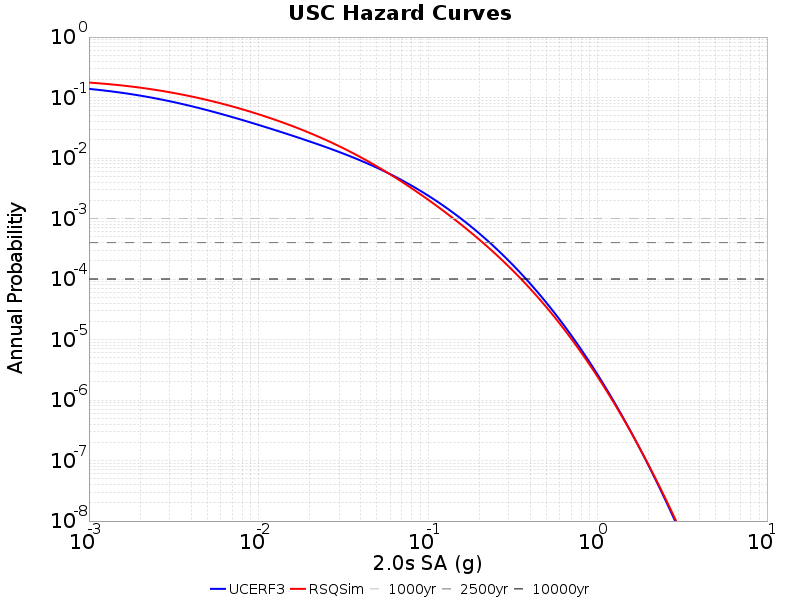 USC Hazard Curves
10^0
10^-1
10^-2
10^-3
10^-4
10^-5
10^-6
10^-7
10^-8
Annual Probabilitiy
10^-3 10^-2 10^-1 10^0 10^1
2.0s SA (g)
UCERF3 RSQSim 1000yr 2500yr 10000yr